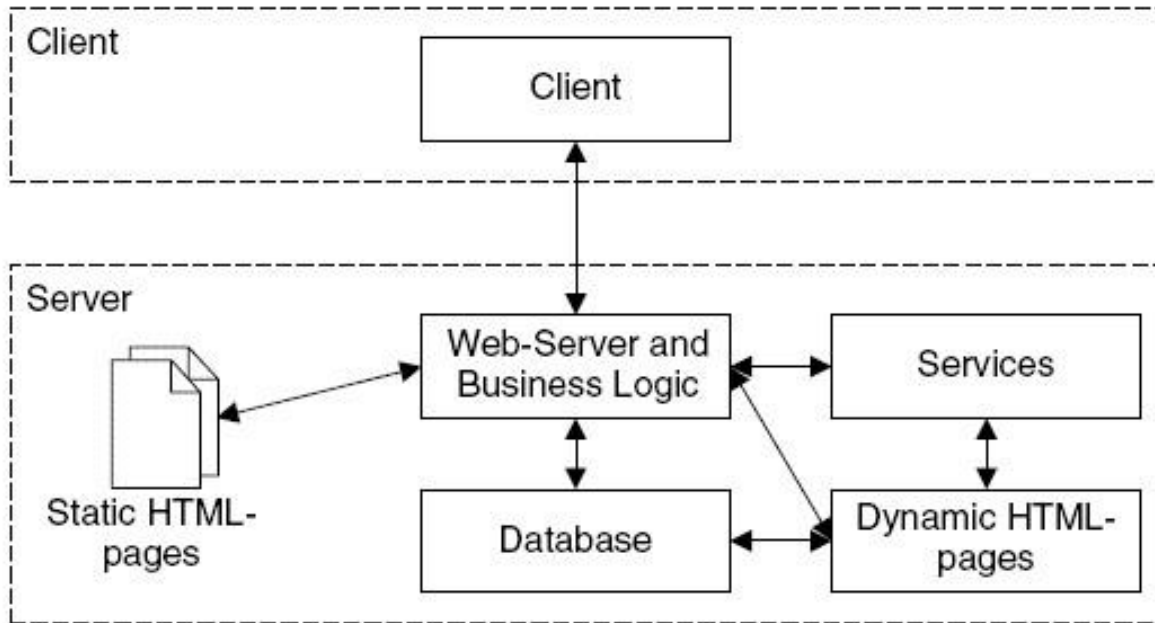 Client
Client
Server
Web-Server and
Business Logic
Services
Static HTML-
pages
Database
Dynamic HTML-
pages